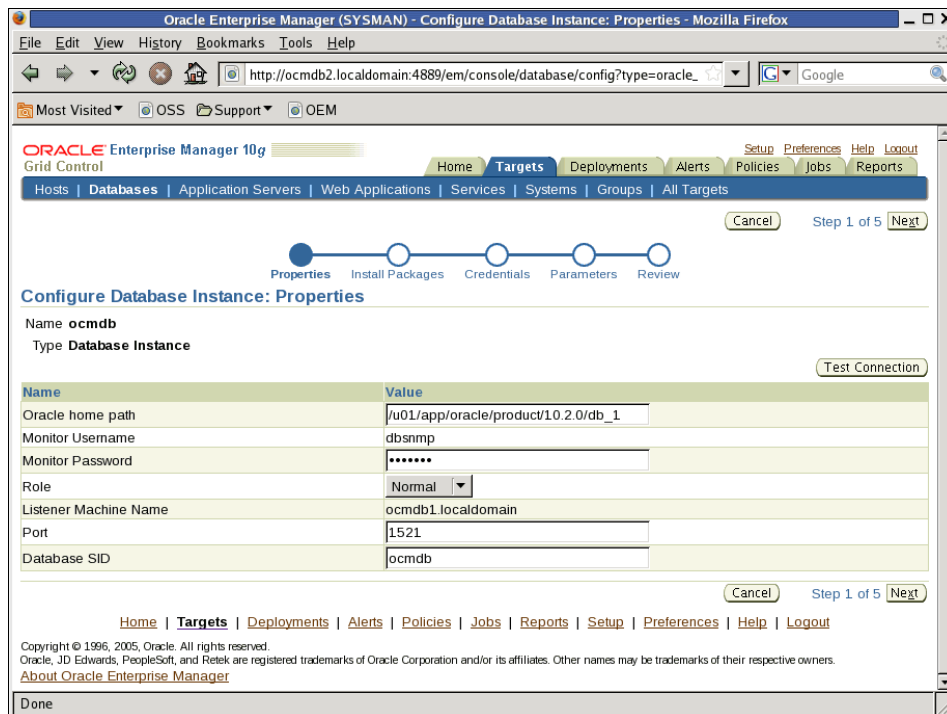 Oracle Enterprise Manager (SYSMAN) - Configure Database Instance: Properties - Mozilla Firefox
File Edit View History Bookmarks Tools Help
http://ocmdb2.localdomain:4889/em/console/database/config?type=oracle_ G Google
Most Visited OSS Support OEM
ORACLE Enterprise Manager 10g
Grid Control
Setup Preferences Help Logout
Home Targets Deployments Alerts Policies Jobs Reports
Hosts | Databases | Application Servers | Web Applications | Services | Systems | Groups | All Targets
Cancel Step 1 of 5 Next
Properties Install Packages Credentials Parameters Review
Configure Database Instance: Properties
Name ocmdb
Type Database Instance
Test Connection
Name Value
Oracle home path /u01/app/oracle/product/10.2.0/db_1
Monitor Username dbsnmp
Monitor Password •••••••
Role Normal
Listener Machine Name ocmdb1.localdomain
Port 1521
Database SID ocmdb
Cancel Step 1 of 5 Next
Home | Targets | Deployments | Alerts | Policies | Jobs | Reports | Setup | Preferences | Help | Logout
Copyright © 1996, 2005, Oracle. All rights reserved.
Oracle, JD Edwards, PeopleSoft, and Retek are registered trademarks of Oracle Corporation and/or its affiliates. Other names may be trademarks of their respective owners.
About Oracle Enterprise Manager
Done